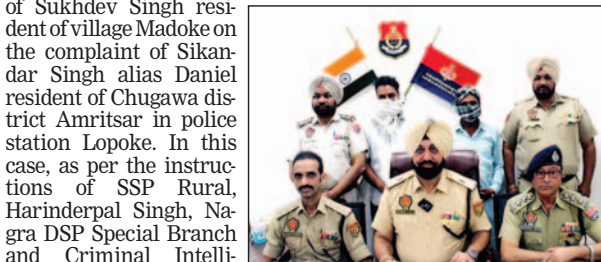 of Sukhdev Singh resi-
dent of village Madoke on
the complaint of Sikan-
dar Singh alias Daniel
resident of Chugawa dis-
trict Amritsar in police
station Lopoke. In this
case, as per the instruc-
tions of SSP Rural,
Harinderpal Singh, Na-
gra DSP Special Branch
and Criminal Intelli-